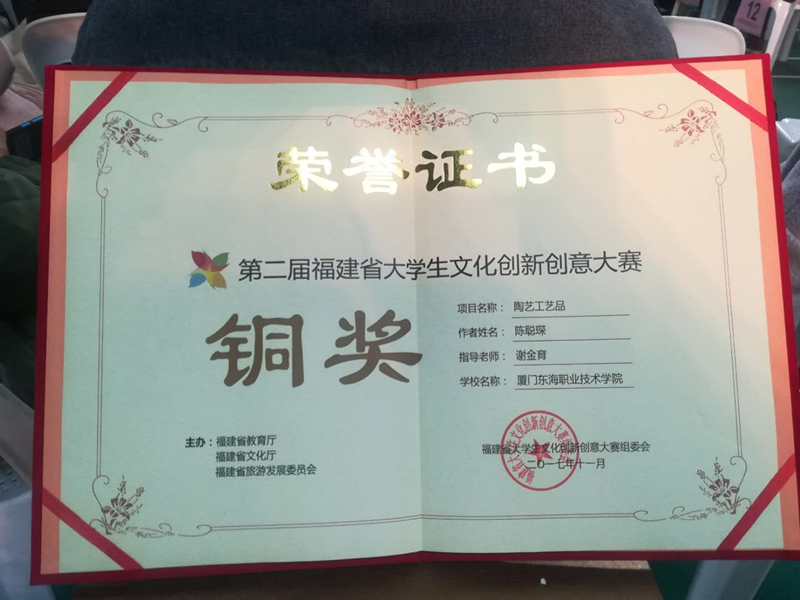 荣誉证书
第二届福建省大学生文化创新创意大赛
铜奖
项目名称： 陶艺工艺品
作者姓名： 陈聪琛
指导老师： 谢金育
学校名称： 厦门东海职业技术学院
主办：福建省教育厅
福建省文化厅
福建省旅游发展委员会
福建省大学生文化创新创意大赛组委会
二〇一七年十一月
12